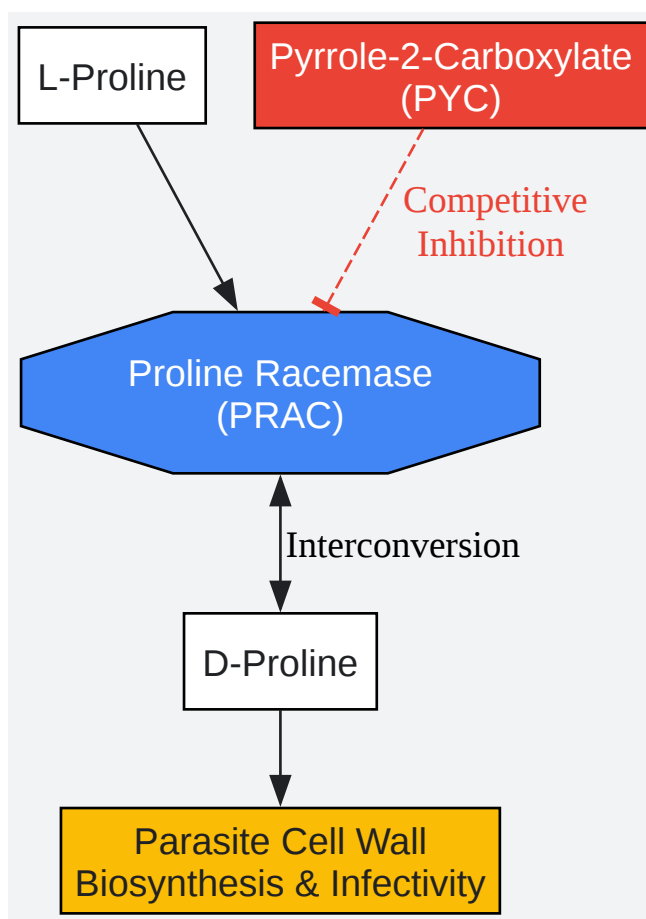 L-Proline
Pyrrole-2-Carboxylate
(PYC)
Competitive
Inhibition
Proline Racemase
(PRAC)
Interconversion
D-Proline
Parasite Cell Wall
Biosynthesis & Infectivity